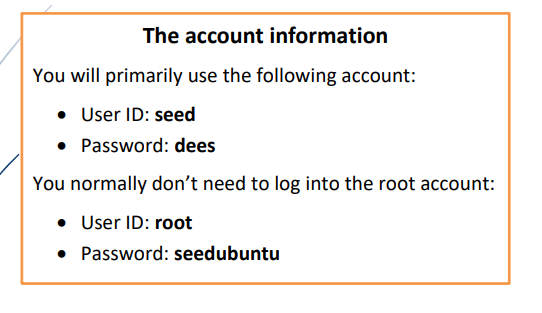 The account information
You will primarily use the following account:
• User ID: seed
• Password: dees
You normally don’t need to log into the root account:
• User ID: root
• Password: seedubuntu